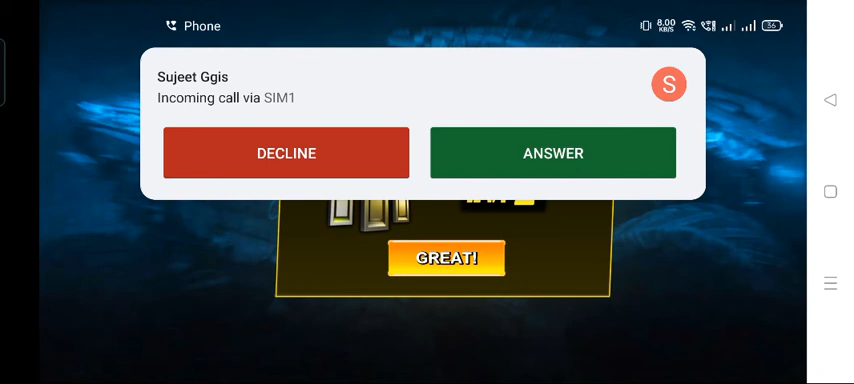 Phone
8.00
KB/S
36
Sujeet Ggis
Incoming call via SIM1
S
DECLINE
ANSWER
GREAT!